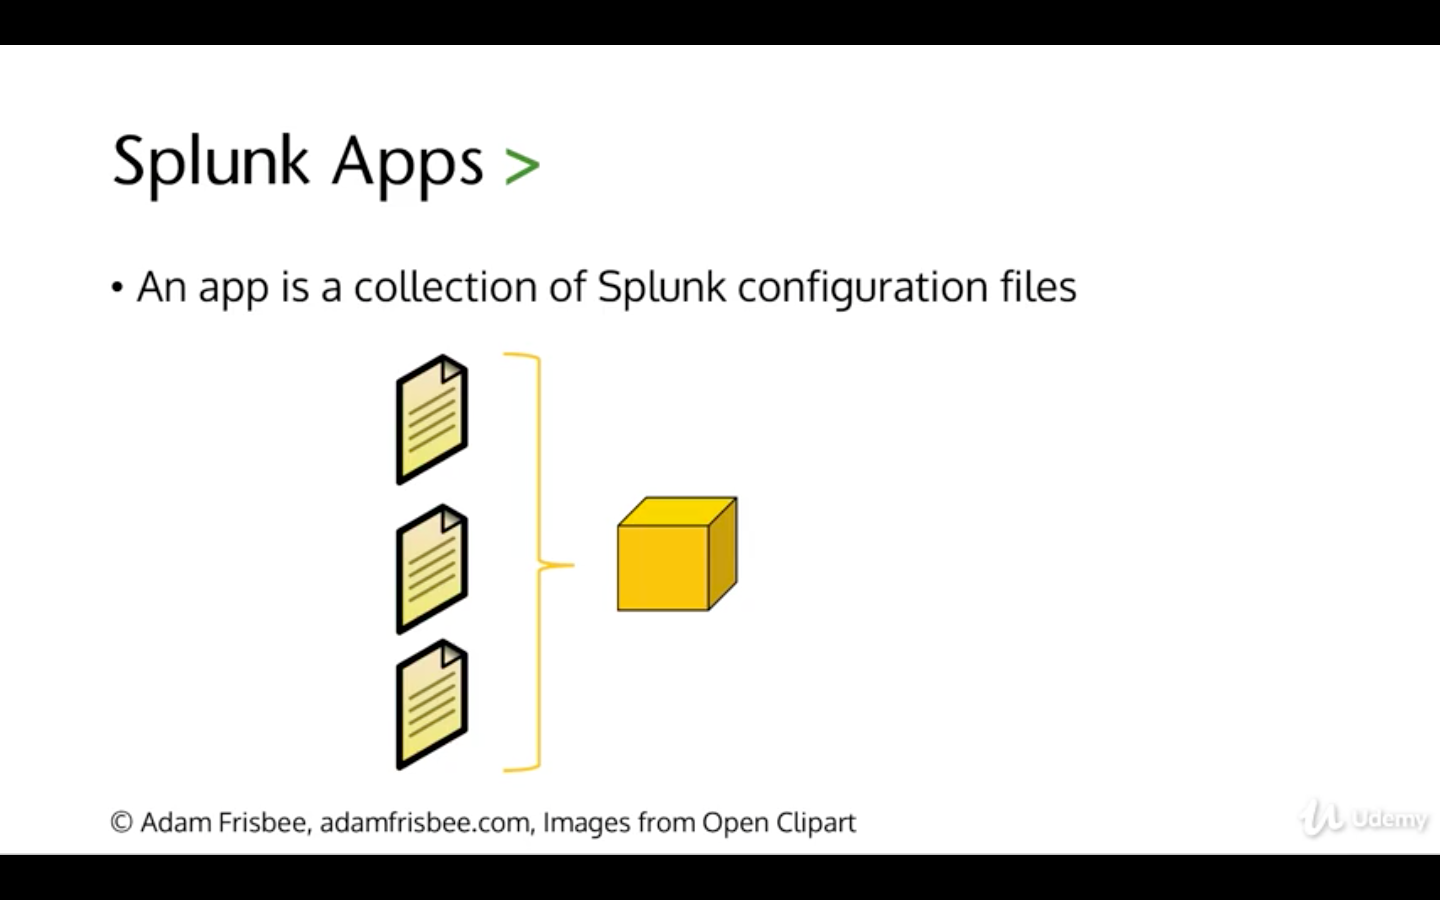 Splunk Apps >
• An app is a collection of Splunk configuration files
© Adam Frisbee, adamfrisbee.com, Images from Open Clipart
Udemy